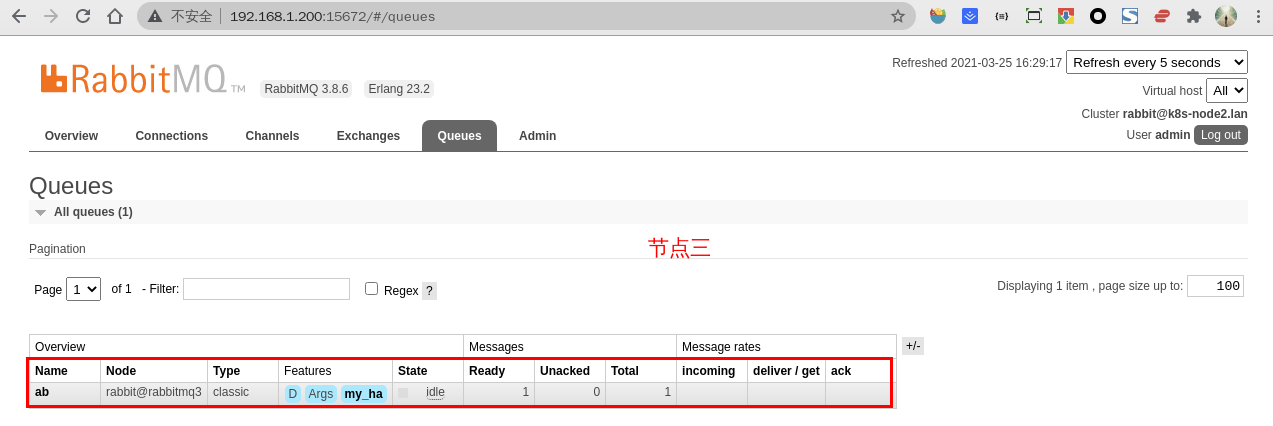 不安全 192.168.1.200:15672/#/queues
RabbitMQ TM RabbitMQ 3.8.6 Erlang 23.2
Refreshed 2021-03-25 16:29:17 Refresh every 5 seconds
Virtual host All
Cluster rabbit@k8s-node2.lan
User admin Log out
Overview Connections Channels Exchanges Queues Admin
Queues
All queues (1)
Pagination
节点三
Page 1 of 1 - Filter: Regex ?
Displaying 1 item , page size up to: 100
Overview Messages Message rates +/-
Name Node Type Features State Ready Unacked Total incoming deliver / get ack
ab rabbit@rabbitmq3 classic D Args my_ha idle 1 0 1